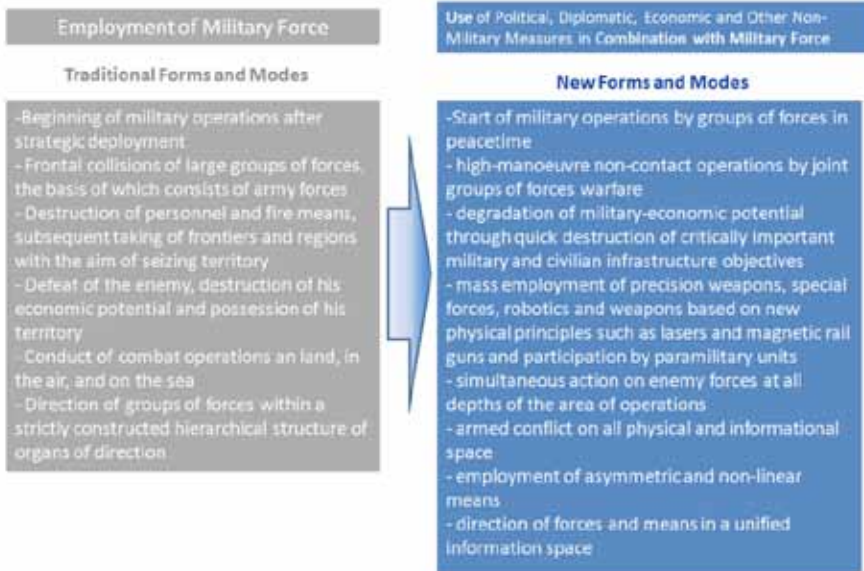 Employment of Military Force
Traditional Forms and Modes
-Beginning of military operations after
strategic deployment
- Frontal collisions of large groups of forces,
the basis of which consists of army forces
- Destruction of personnel and fire means,
subsequent taking of frontiers and regions
with the aim of seizing territory
- Defeat of the enemy, destruction of his
economic potential and possession of his
territory
- Conduct of combat operations an land, in
the air, and on the sea
- Direction of groups of forces within a
strictly constructed hierarchical structure of
organs of direction
Use of Political, Diplomatic, Economic and Other Non-
Military Measures in Combination with Military Force
New Forms and Modes
-Start of military operations by groups of forces in
peacetime
- high-manoeuvre non-contact operations by joint
groups of forces warfare
- degradation of military-economic potential
through quick destruction of critically important
military and civilian infrastructure objectives
- mass employment of precision weapons, special
forces, robotics and weapons based on new
physical principles such as lasers and magnetic rail
guns and participation by paramilitary units
- simultaneous action on enemy forces at all
depths of the area of operations
- armed conflict on all physical and informational
space
- employment of asymmetric and non-linear
means
- direction of forces and means in a unified
information space